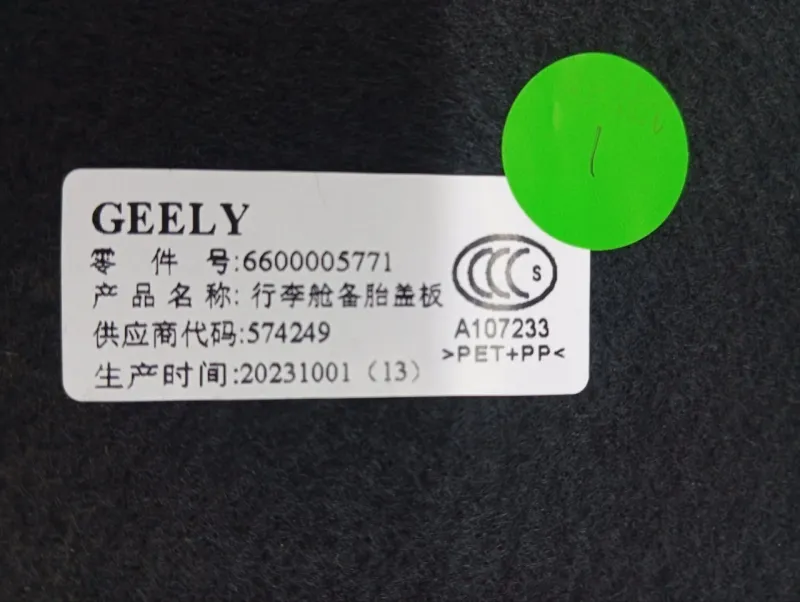 GEELY
零 件 号:6600005771
产品名称: 行李舱备胎盖板
供应商代码:574249
生产时间:20231001（13）
CCC S
A107233
>PET+PP<